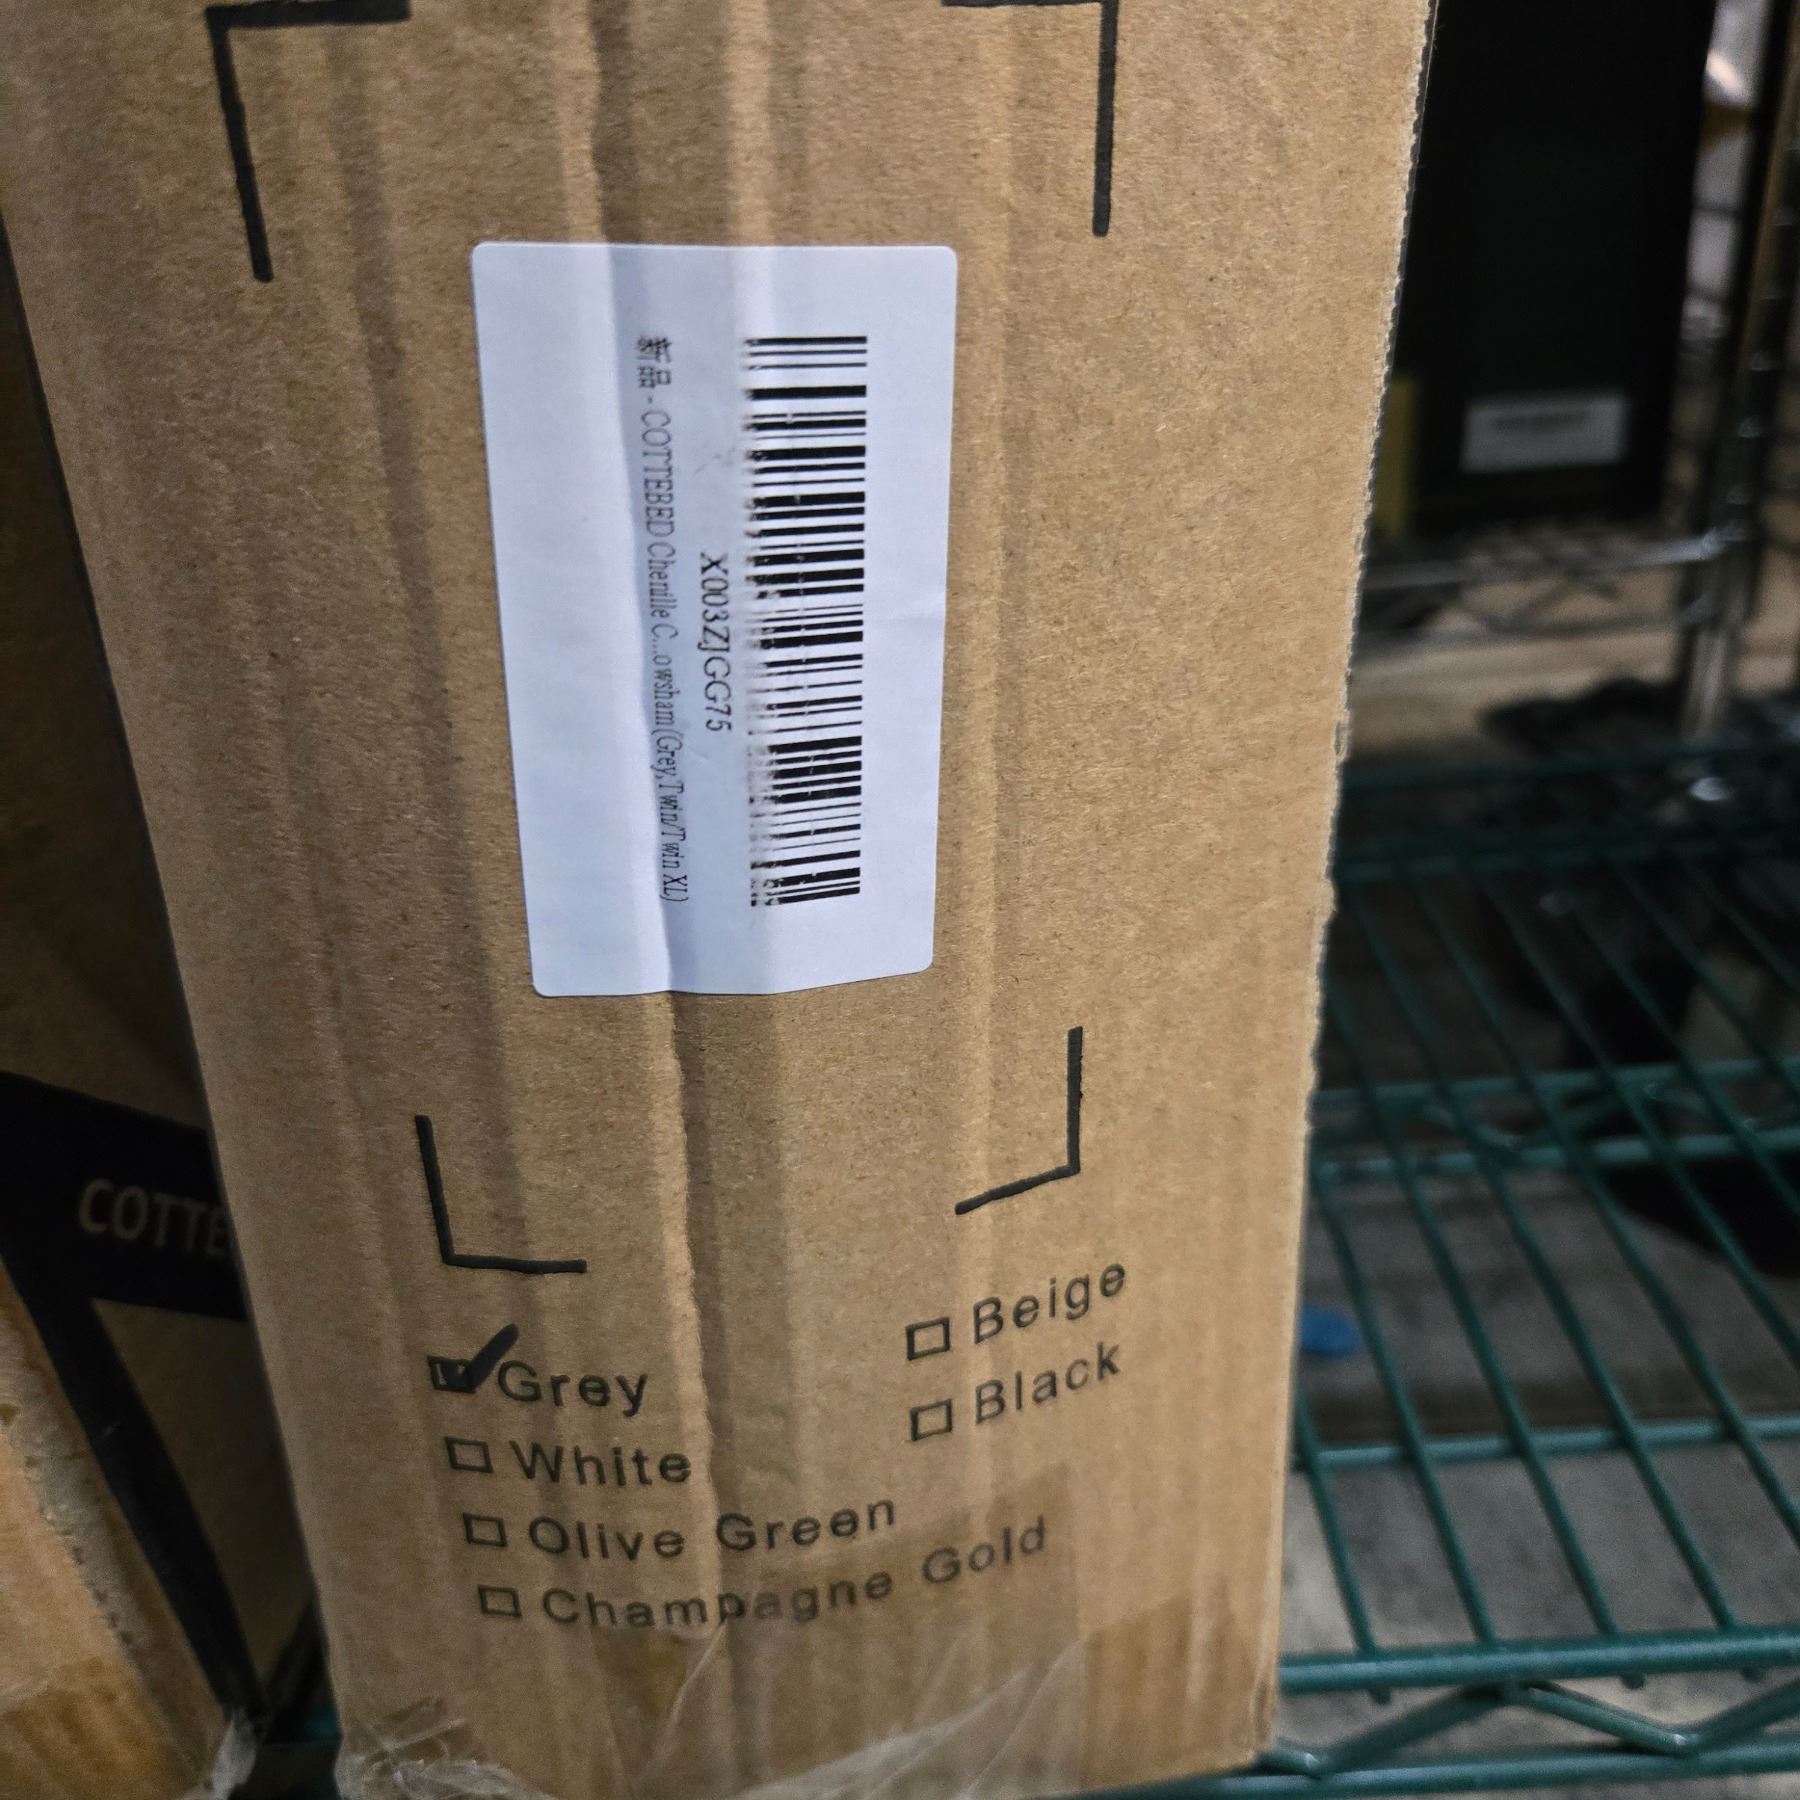 X003ZJGG75
新品 - COTTEBED Chenille C...owsham (Grey, Twin/Twin XL)
COTTE
Grey
White
Olive Green
Champagne Gold
Beige
Black